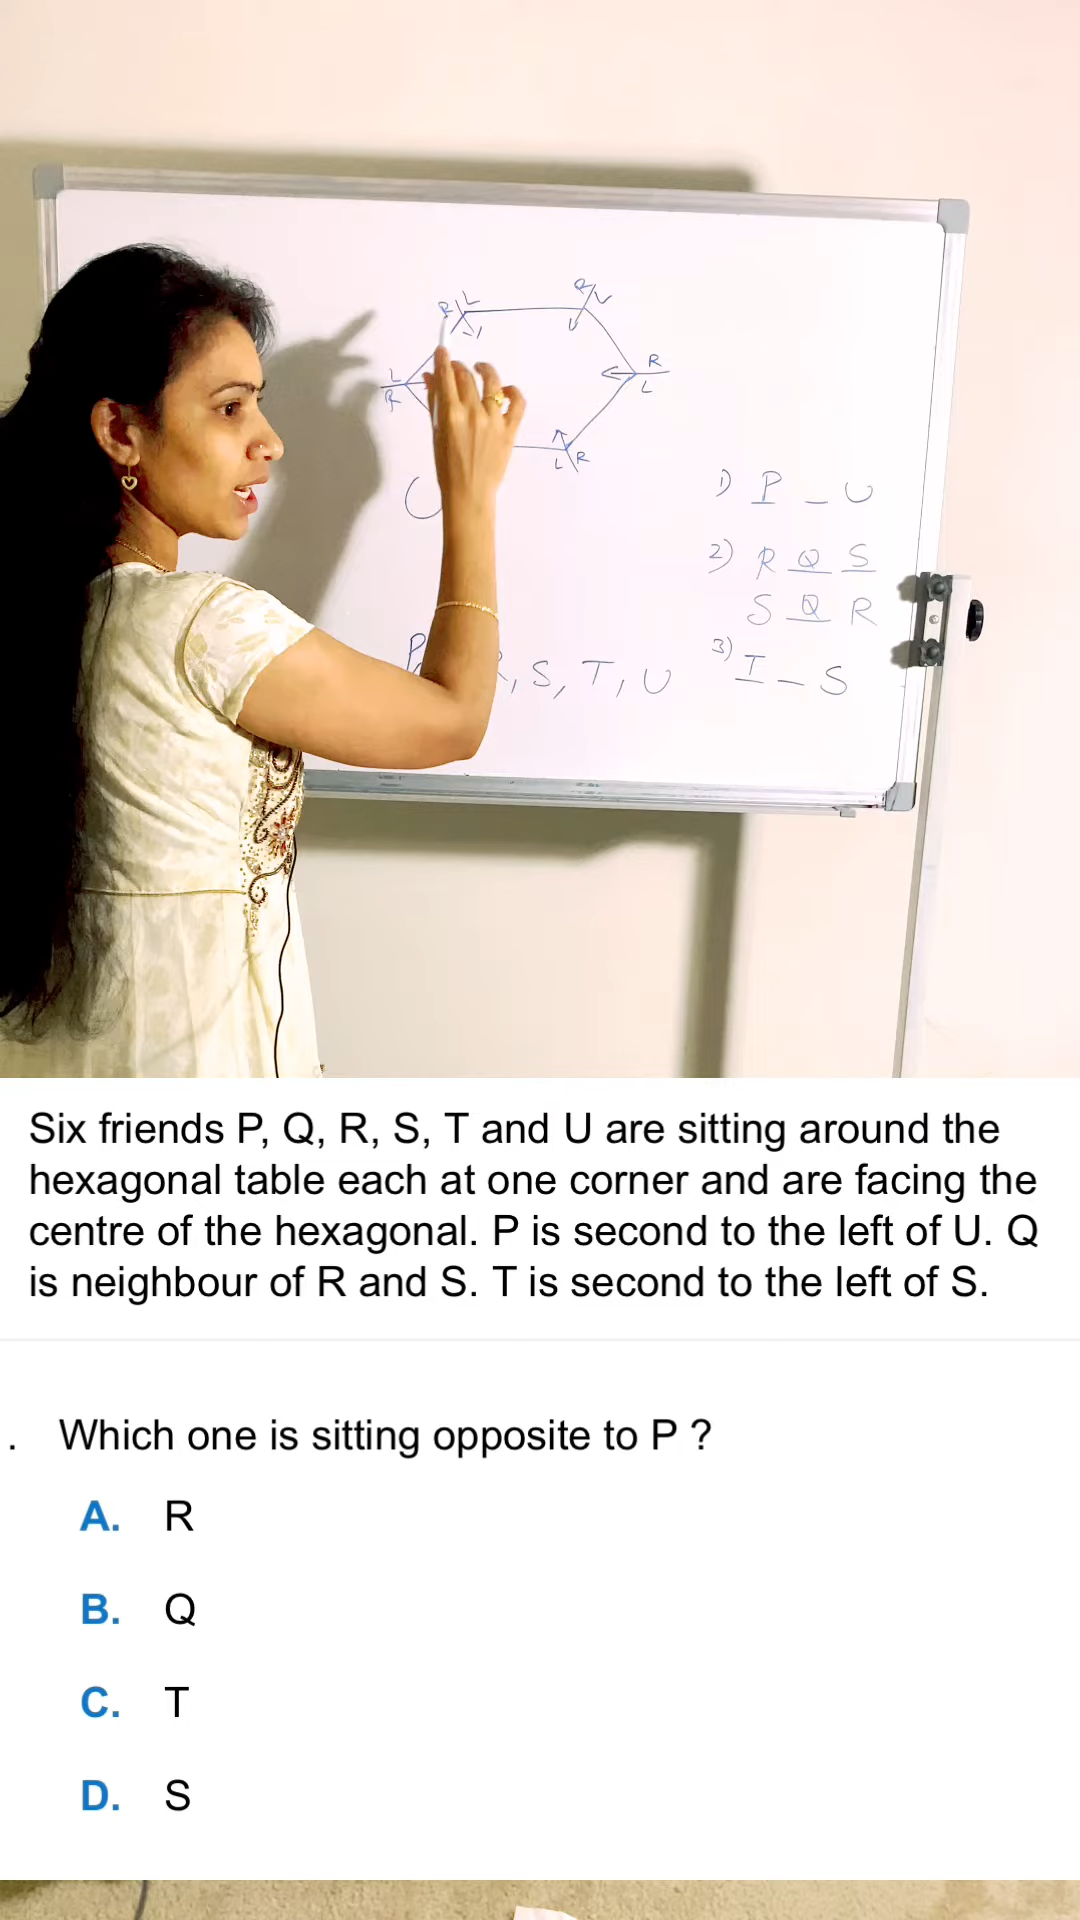 R L
R L
L R
R L
L R
U
1) P _ U
2) R Q S
S Q R
P
, S, T, U
3) T _ S
Six friends P, Q, R, S, T and U are sitting around the
hexagonal table each at one corner and are facing the
centre of the hexagonal. P is second to the left of U. Q
is neighbour of R and S. T is second to the left of S.
. Which one is sitting opposite to P ?
A. R
B. Q
C. T
D. S